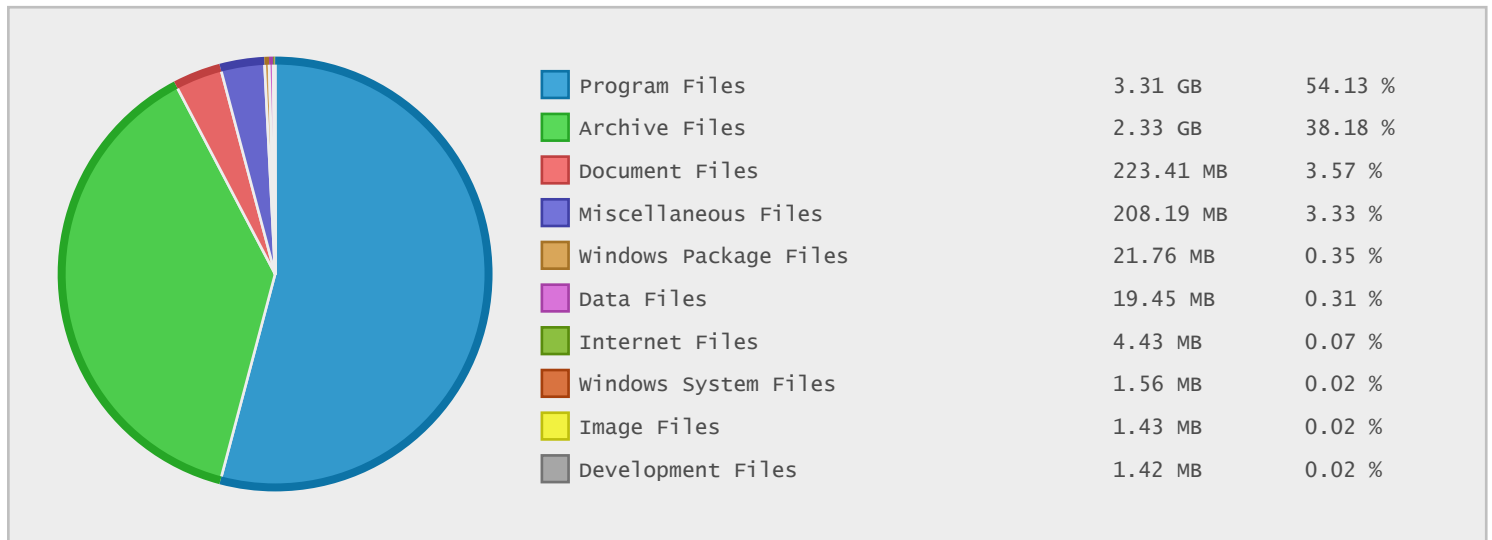 Program Files 3.31 GB 54.13 %
Archive Files 2.33 GB 38.18 %
Document Files 223.41 MB 3.57 %
Miscellaneous Files 208.19 MB 3.33 %
Windows Package Files 21.76 MB 0.35 %
Data Files 19.45 MB 0.31 %
Internet Files 4.43 MB 0.07 %
Windows System Files 1.56 MB 0.02 %
Image Files 1.43 MB 0.02 %
Development Files 1.42 MB 0.02 %